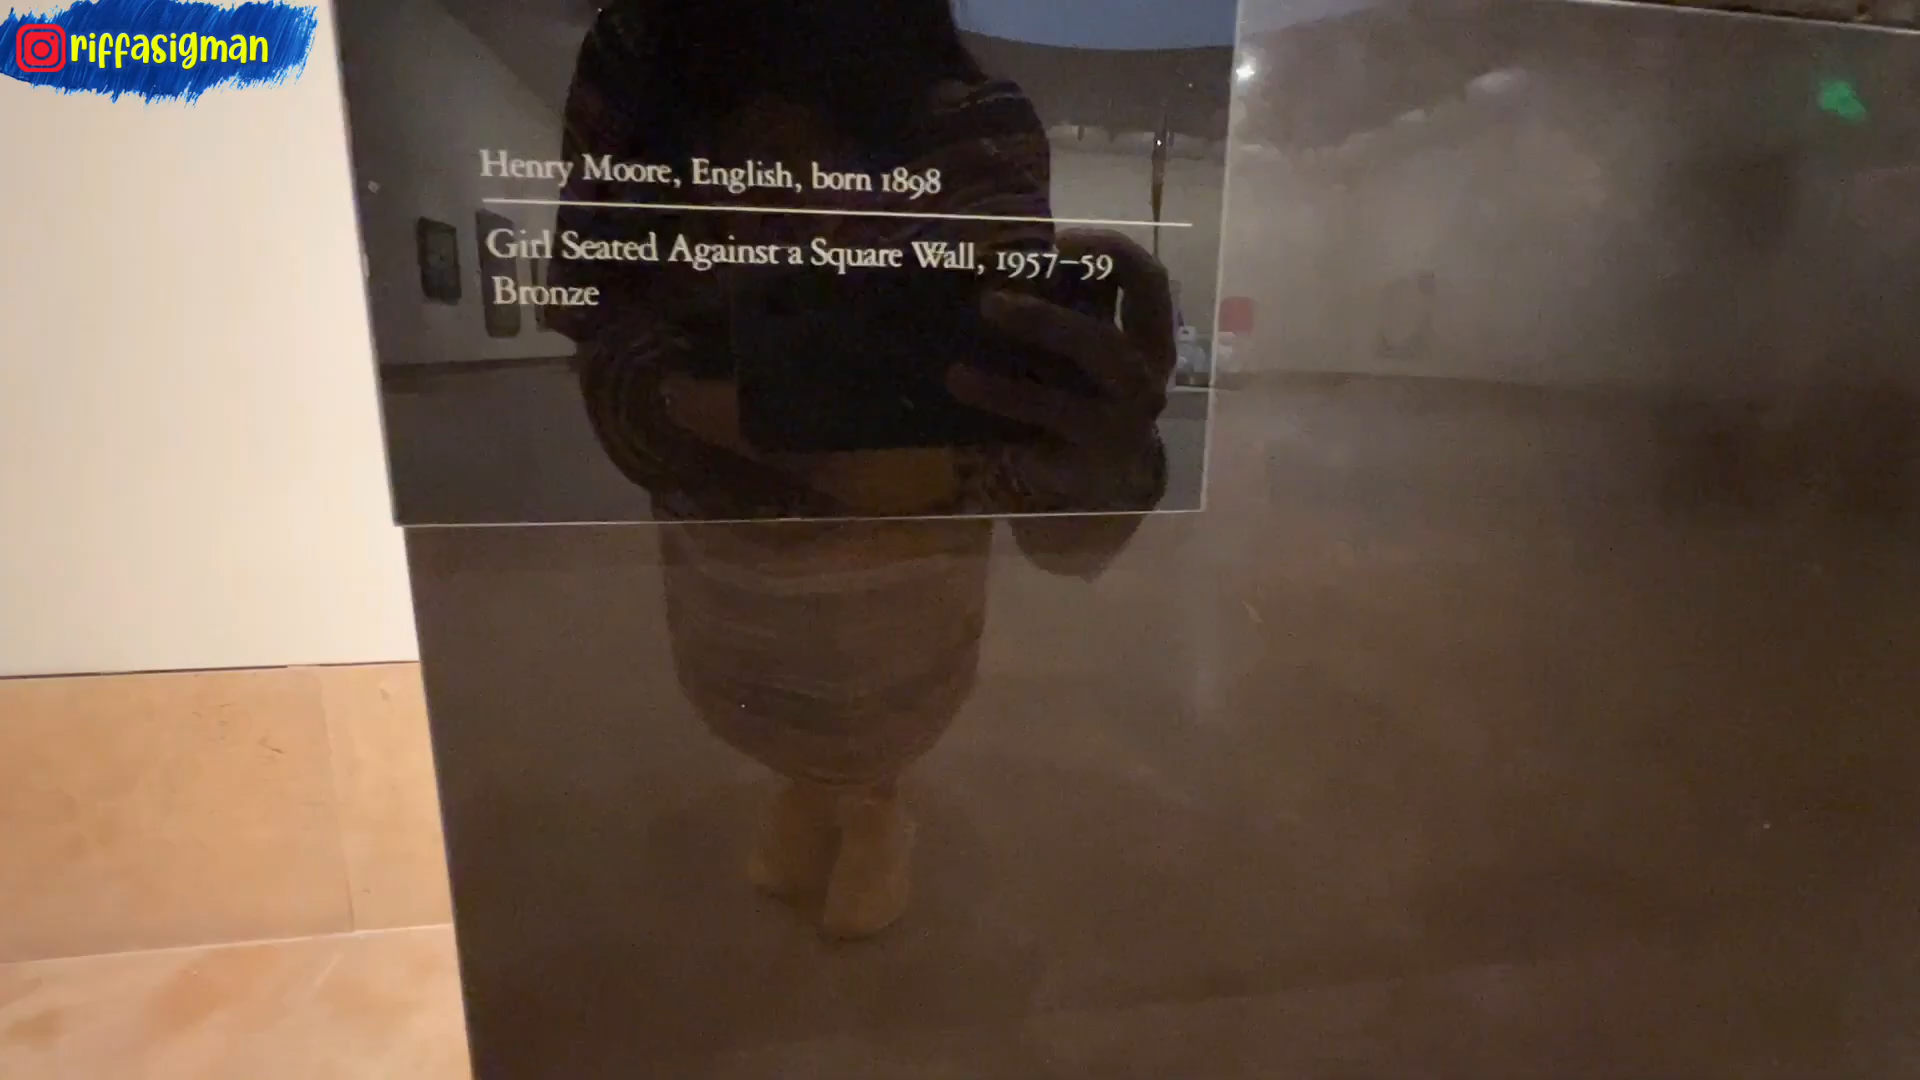 riffasigman
Henry Moore, English, born 1898
Girl Seated Against a Square Wall, 1957–59
Bronze